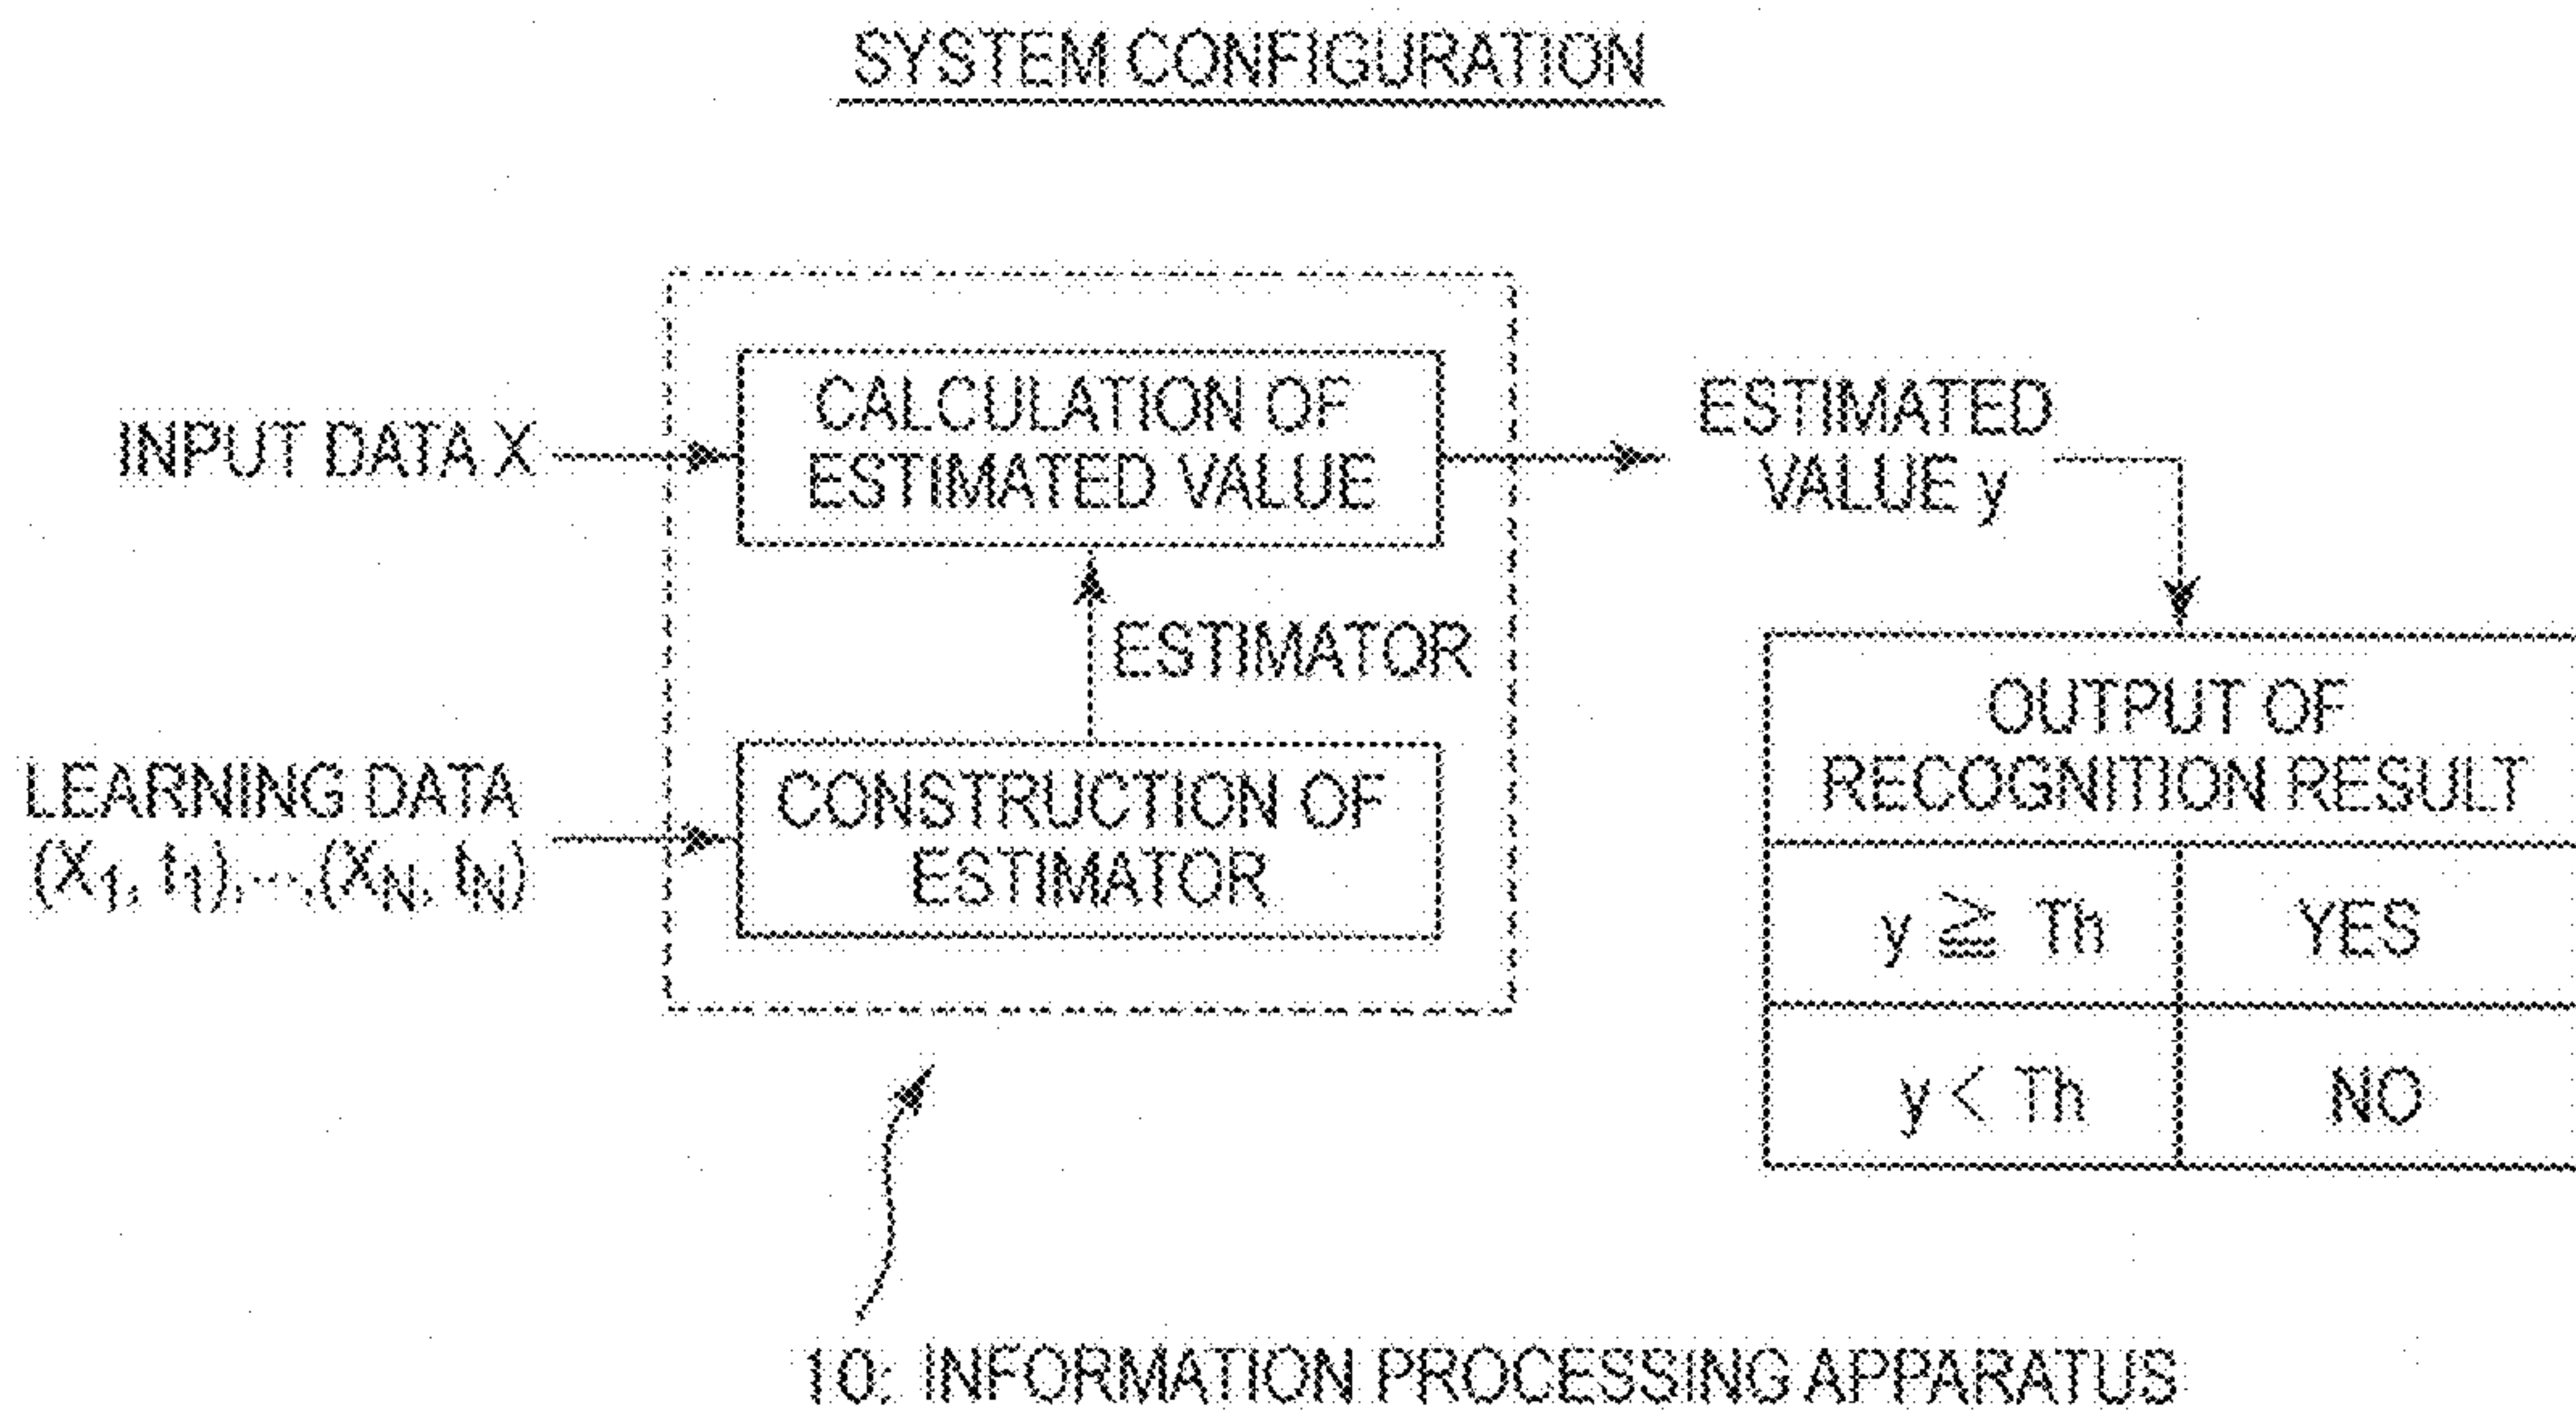 SYSTEM CONFIGURATION
INPUT DATA X
CALCULATION OF
ESTIMATED VALUE
ESTIMATED
VALUE y
ESTIMATOR
LEARNING DATA
(X1, t1),···,(XN, tN)
CONSTRUCTION OF
ESTIMATOR
OUTPUT OF
RECOGNITION RESULT
y ≧ Th YES
y < Th NO
10: INFORMATION PROCESSING APPARATUS